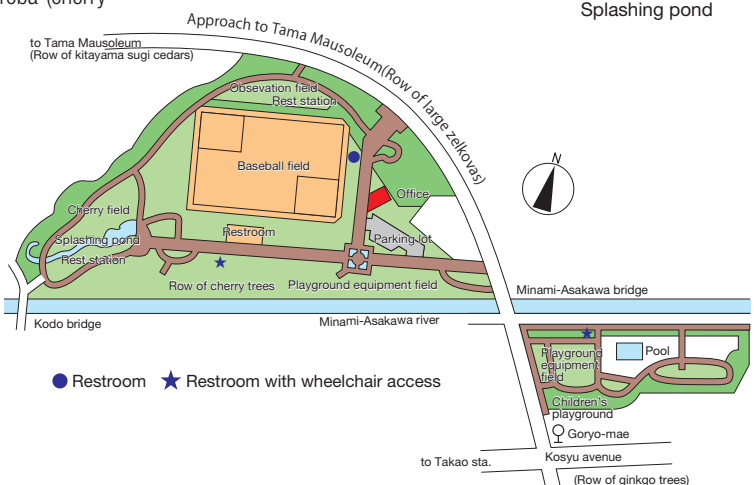 roba (cherry
Splashing pond
Approach to Tama Mausoleum(Row of large zelkovas)
to Tama Mausoleum
(Row of kitayama sugi cedars)
Obsevation field
Rest station
Baseball field
N
Office
Cherry field
Splashing pond
Rest station
Restroom
Parking lot
Row of cherry trees
Playground equipment field
Minami-Asakawa bridge
Kodo bridge
Minami-Asakawa river
Playground
equipment
field
Pool
Restroom
Restroom with wheelchair access
Children's
playground
Goryo-mae
to Takao sta.
Kosyu avenue
(Row of ginkgo trees)